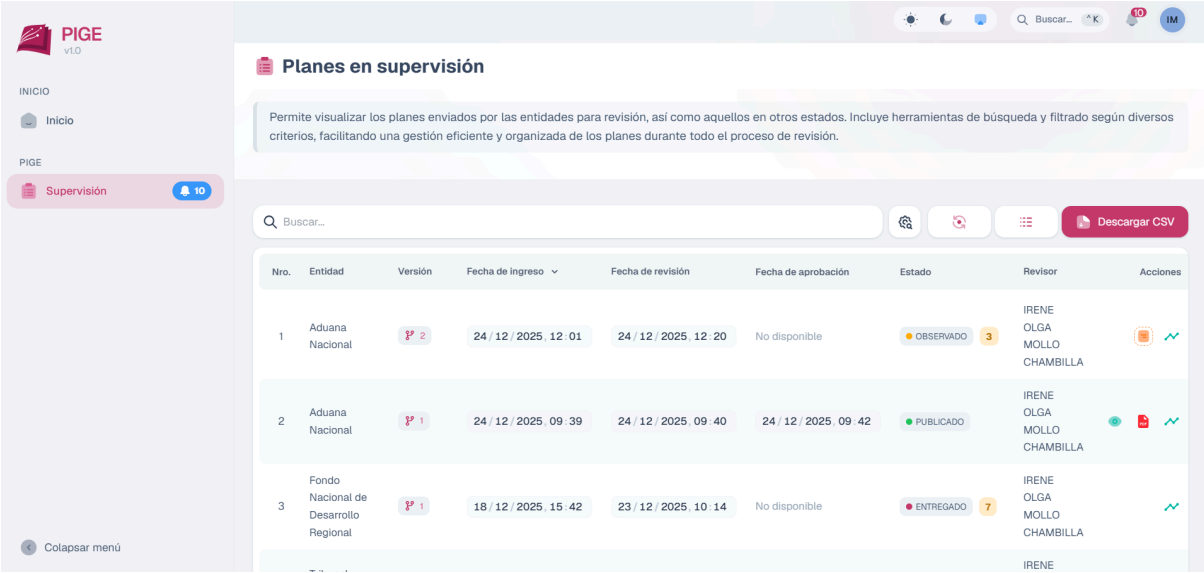 PIGE
v1.0
Buscar... ^ K
10
IM
INICIO
Inicio
PIGE
Supervisión 10
Colapsar menú
Planes en supervisión
Permite visualizar los planes enviados por las entidades para revisión, así como aquellos en otros estados. Incluye herramientas de búsqueda y filtrado según diversos
criterios, facilitando una gestión eficiente y organizada de los planes durante todo el proceso de revisión.
Buscar...
Descargar CSV
Nro. Entidad Versión Fecha de ingreso Fecha de revisión Fecha de aprobación Estado Revisor Acciones
1 Aduana Nacional 2 24/12/2025, 12:01 24/12/2025, 12:20 No disponible OBSERVADO 3 IRENE OLGA MOLLO CHAMBILLA
2 Aduana Nacional 1 24/12/2025, 09:39 24/12/2025, 09:40 24/12/2025, 09:42 PUBLICADO IRENE OLGA MOLLO CHAMBILLA
3 Fondo Nacional de Desarrollo Regional 1 18/12/2025, 15:42 23/12/2025, 10:14 No disponible ENTREGADO 7 IRENE OLGA MOLLO CHAMBILLA
IRENE